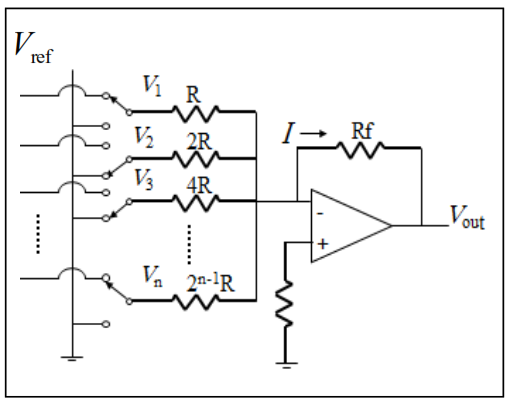 Vref
V1
R
V2
2R
V3
4R
Vn
2n-1R
I
Rf
-
+
Vout